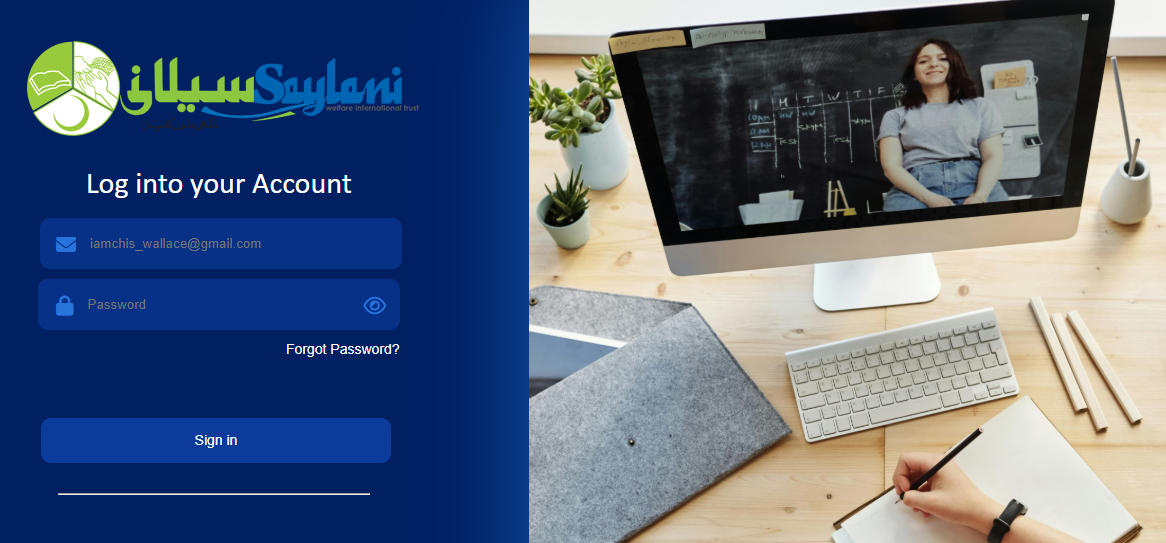 سیلانی Saylani
welfare international trust
Log into your Account
iamchis_wallace@gmail.com
Password
Forgot Password?
Sign in
M T W T F